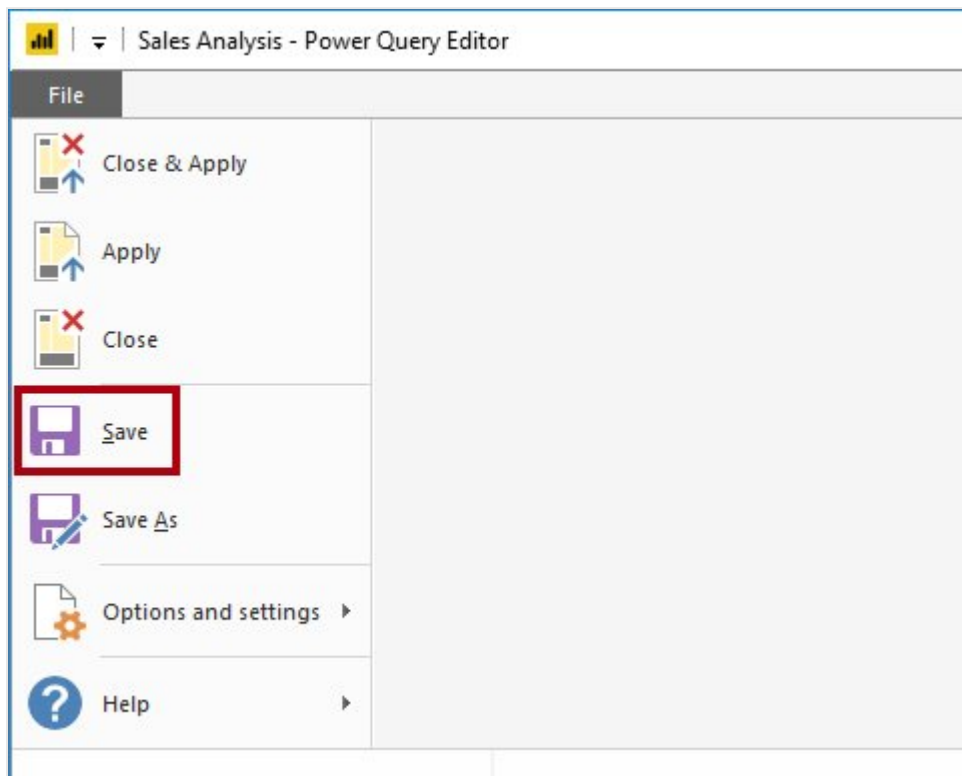 Sales Analysis - Power Query Editor
File
Close & Apply
Apply
Close
Save
Save As
Options and settings
Help